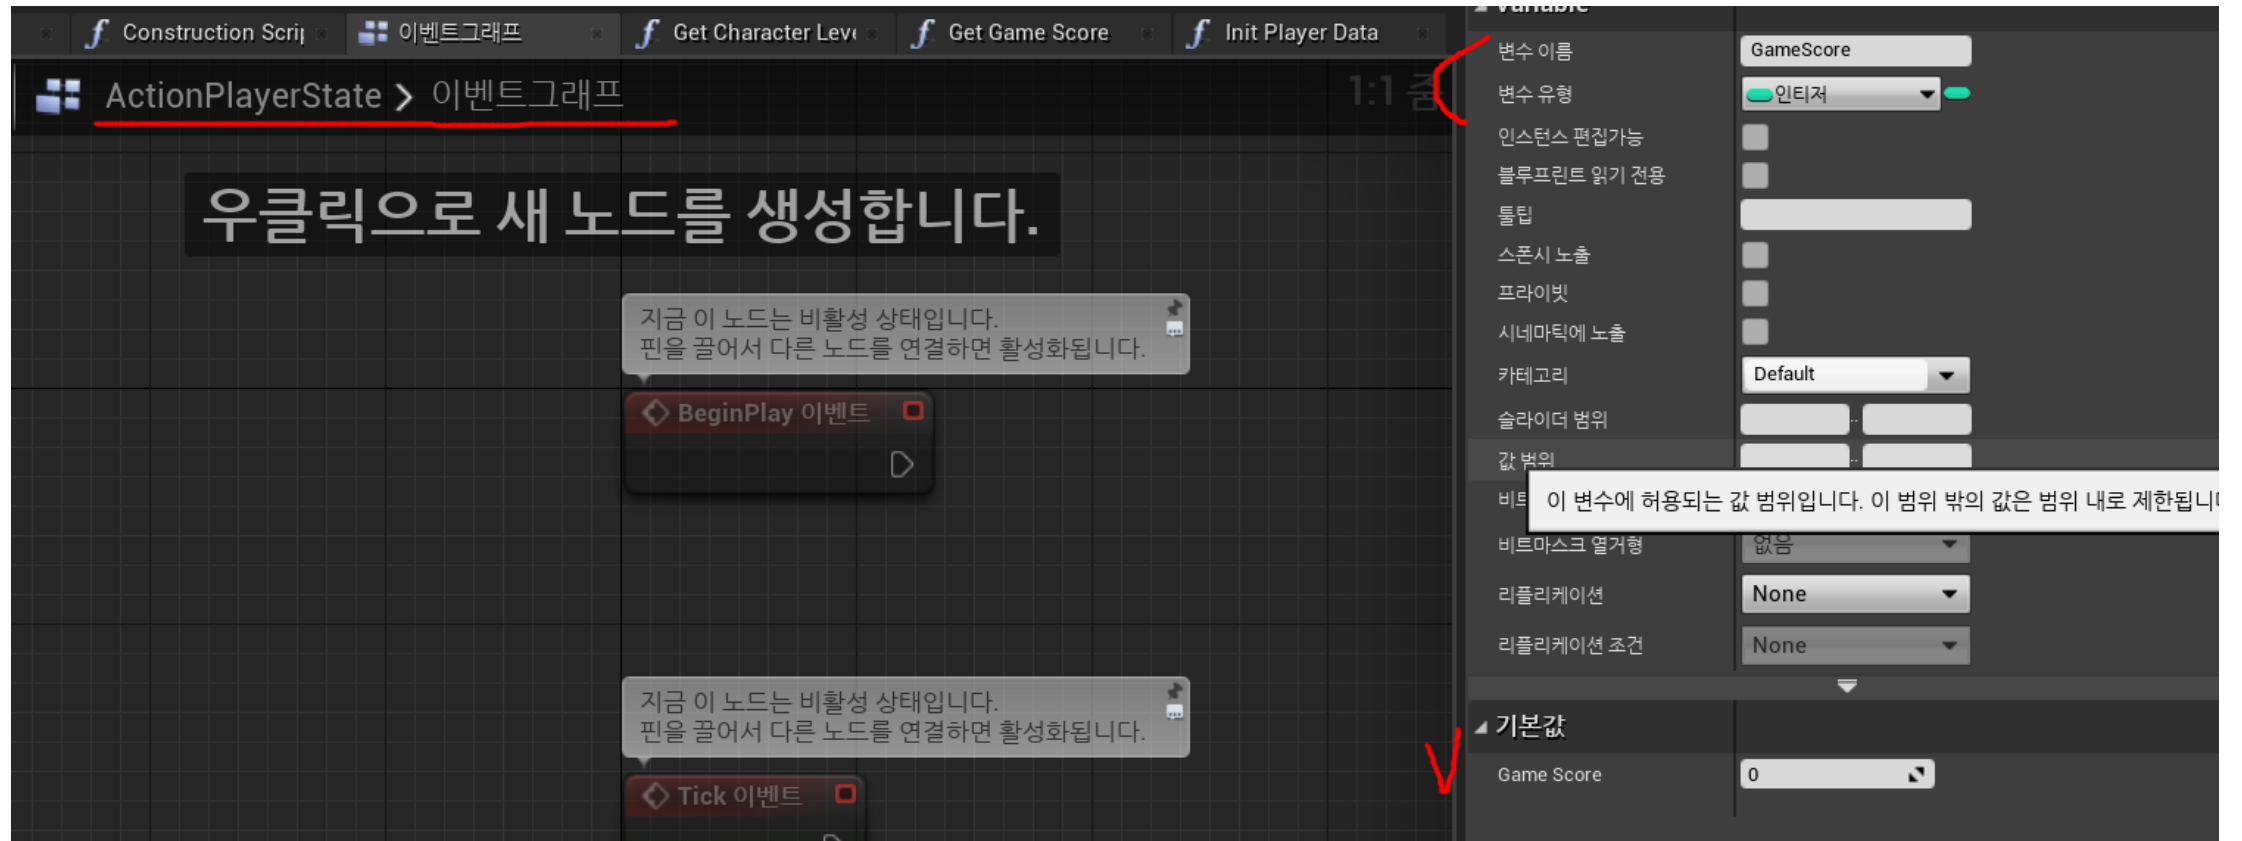 Construction Scrip
이벤트그래프
Get Character Leve
Get Game Score
Init Player Data
ActionPlayerState > 이벤트그래프
1:1 줌
우클릭으로 새 노드를 생성합니다.
지금 이 노드는 비활성 상태입니다.
핀을 끌어서 다른 노드를 연결하면 활성화됩니다.
BeginPlay 이벤트
지금 이 노드는 비활성 상태입니다.
핀을 끌어서 다른 노드를 연결하면 활성화됩니다.
Tick 이벤트
Variable
변수 이름 GameScore
변수 유형 인티저
인스턴스 편집가능
블루프린트 읽기 전용
툴팁
스폰시 노출
프라이빗
시네마틱에 노출
카테고리 Default
슬라이더 범위
값 범위
비트
이 변수에 허용되는 값 범위입니다. 이 범위 밖의 값은 범위 내로 제한됩니다
비트마스크 열거형 없음
리플리케이션 None
리플리케이션 조건 None
기본값
Game Score 0